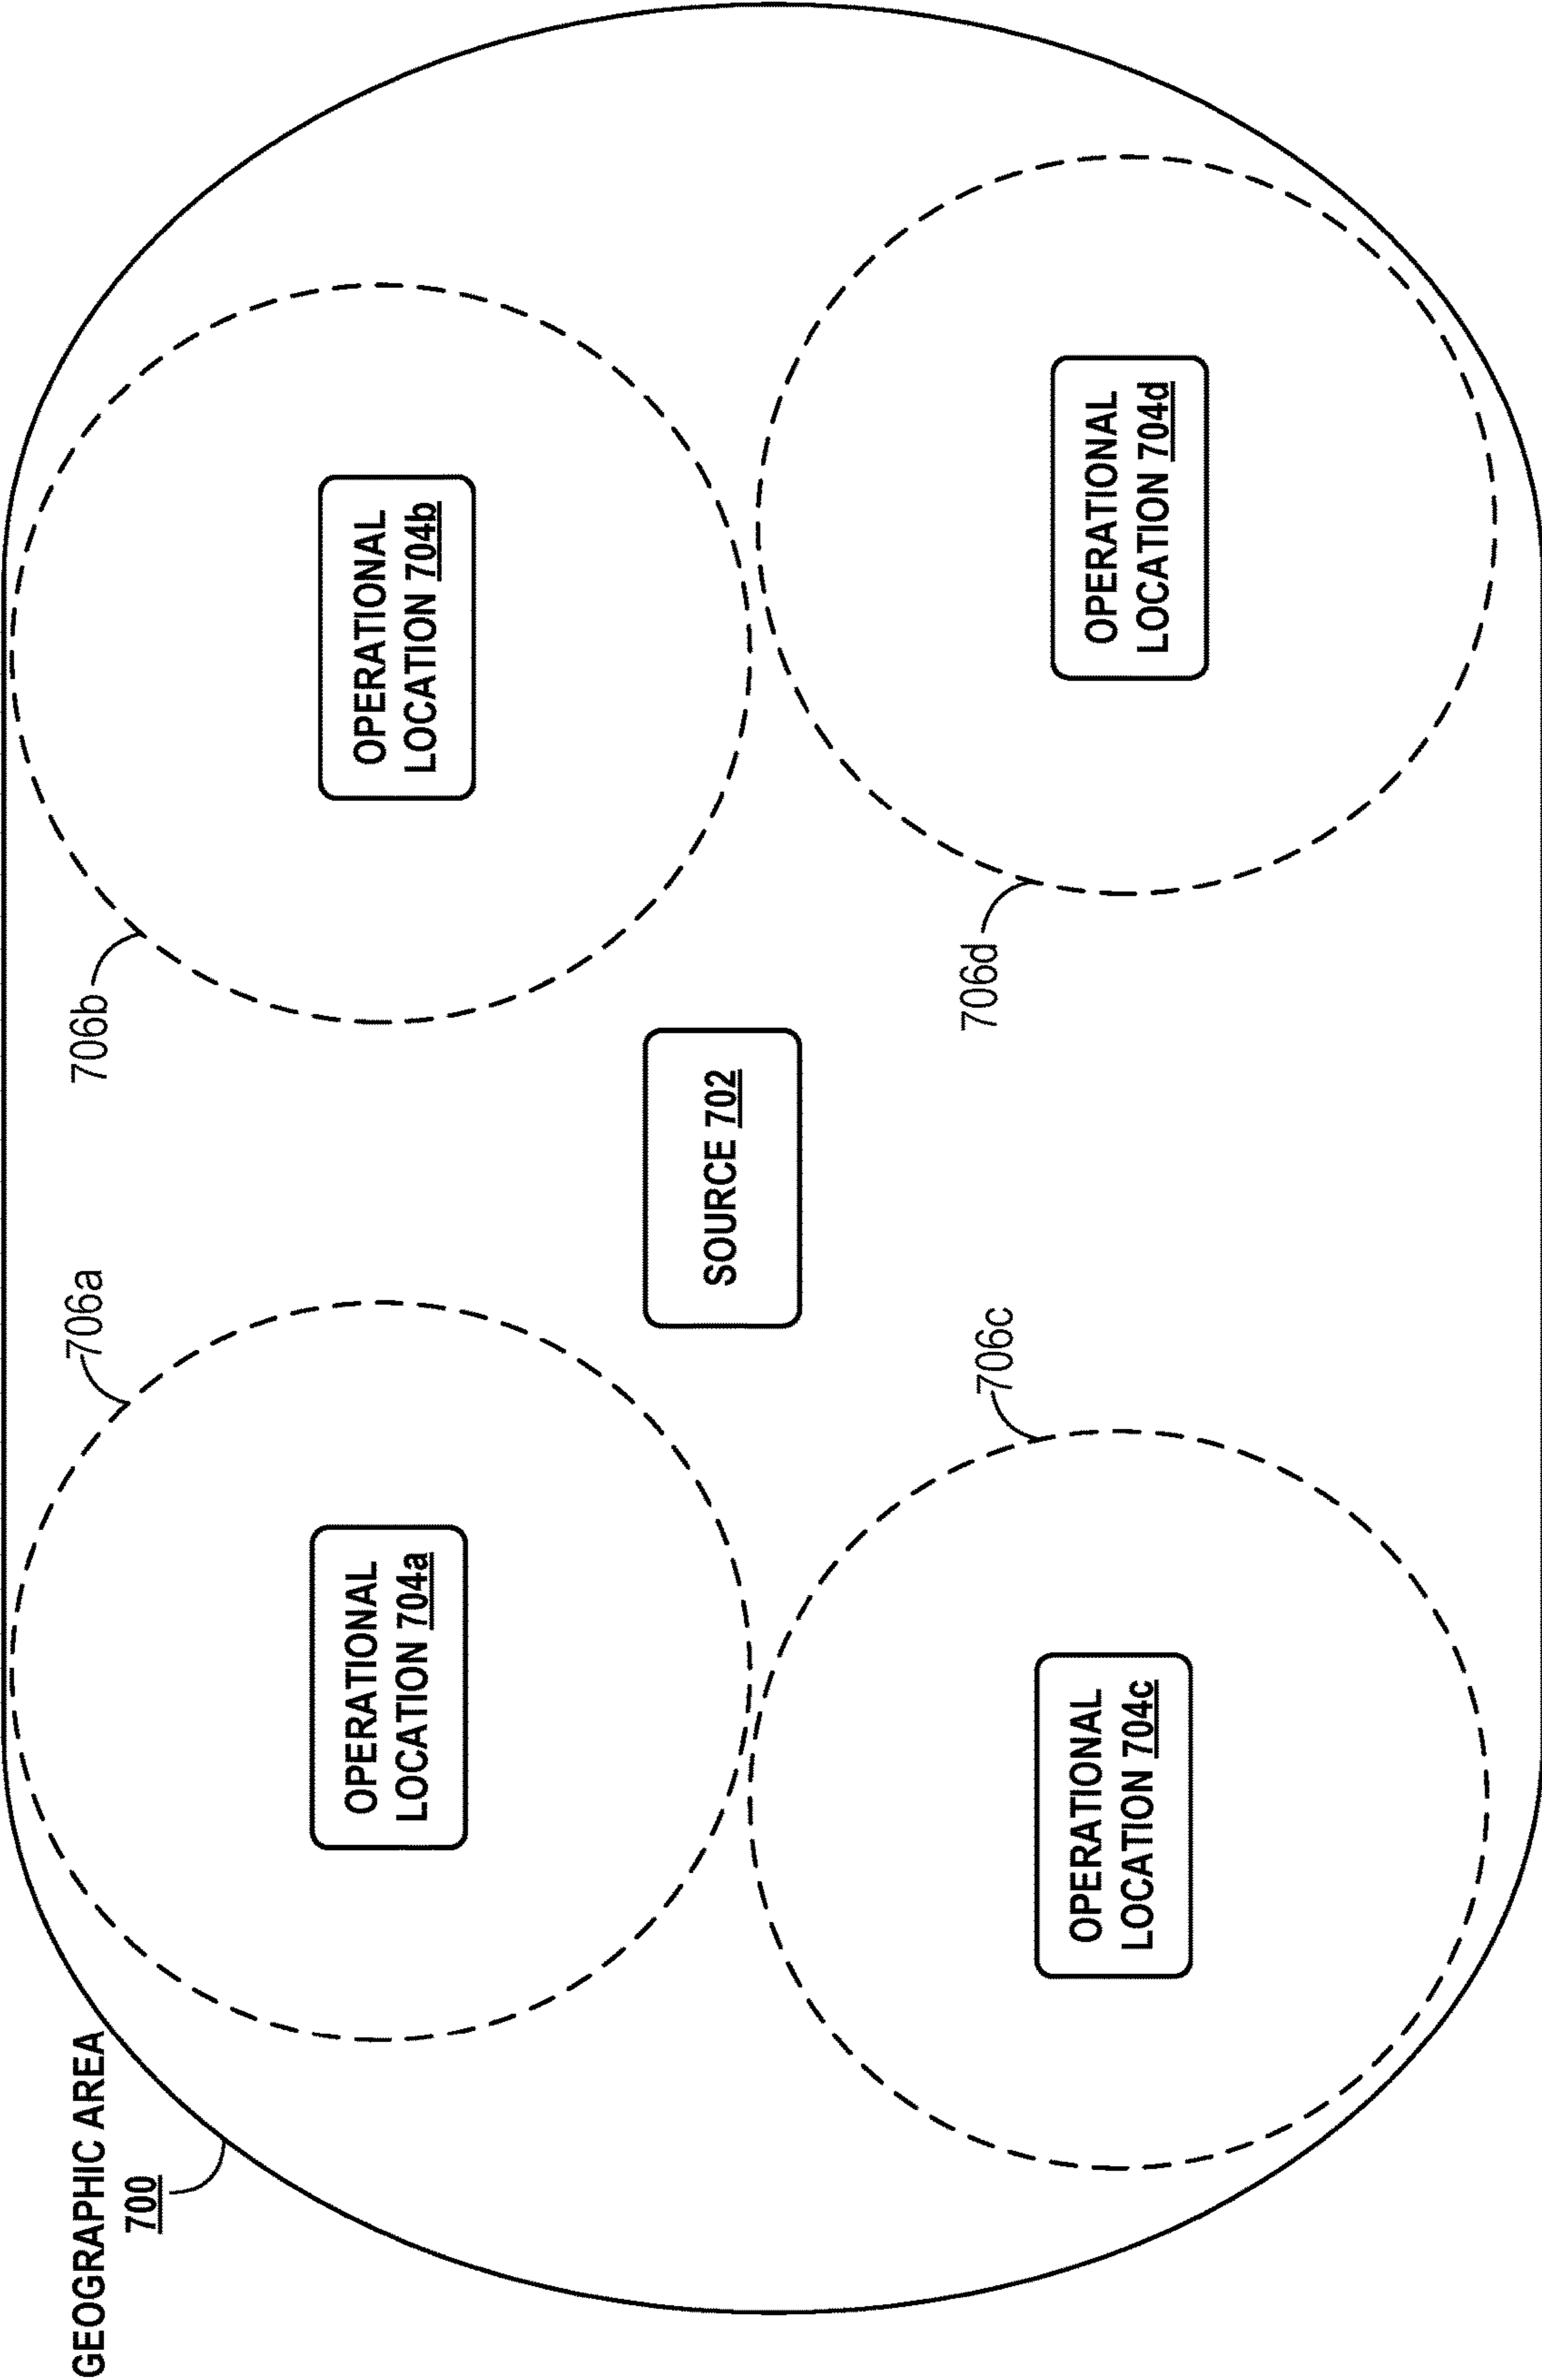 GEOGRAPHIC AREA
700
706a
706b
OPERATIONAL
LOCATION 704a
OPERATIONAL
LOCATION 704b
SOURCE 702
706c
706d
OPERATIONAL
LOCATION 704c
OPERATIONAL
LOCATION 704d